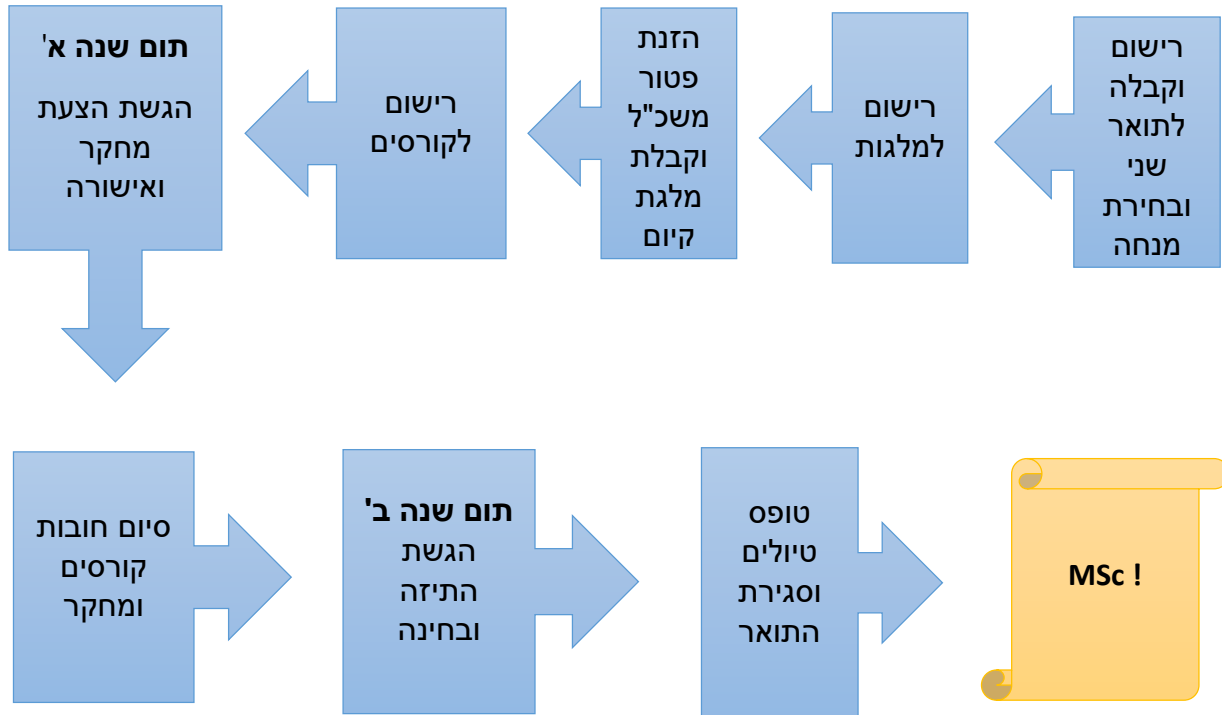 רישום
וקבלה
לתואר
שני
ובחירת
מנחה
רישום
למלגות
הזנת
פטור
משכ"ל
וקבלת
מלגת
קיום
רישום
לקורסים
תום שנה א'
הגשת הצעת
מחקר
ואישורה
סיום חובות
קורסים
ומחקר
תום שנה ב'
הגשת
התיזה
ובחינה
טופס
טיולים
וסגירת
התואר
MSc !